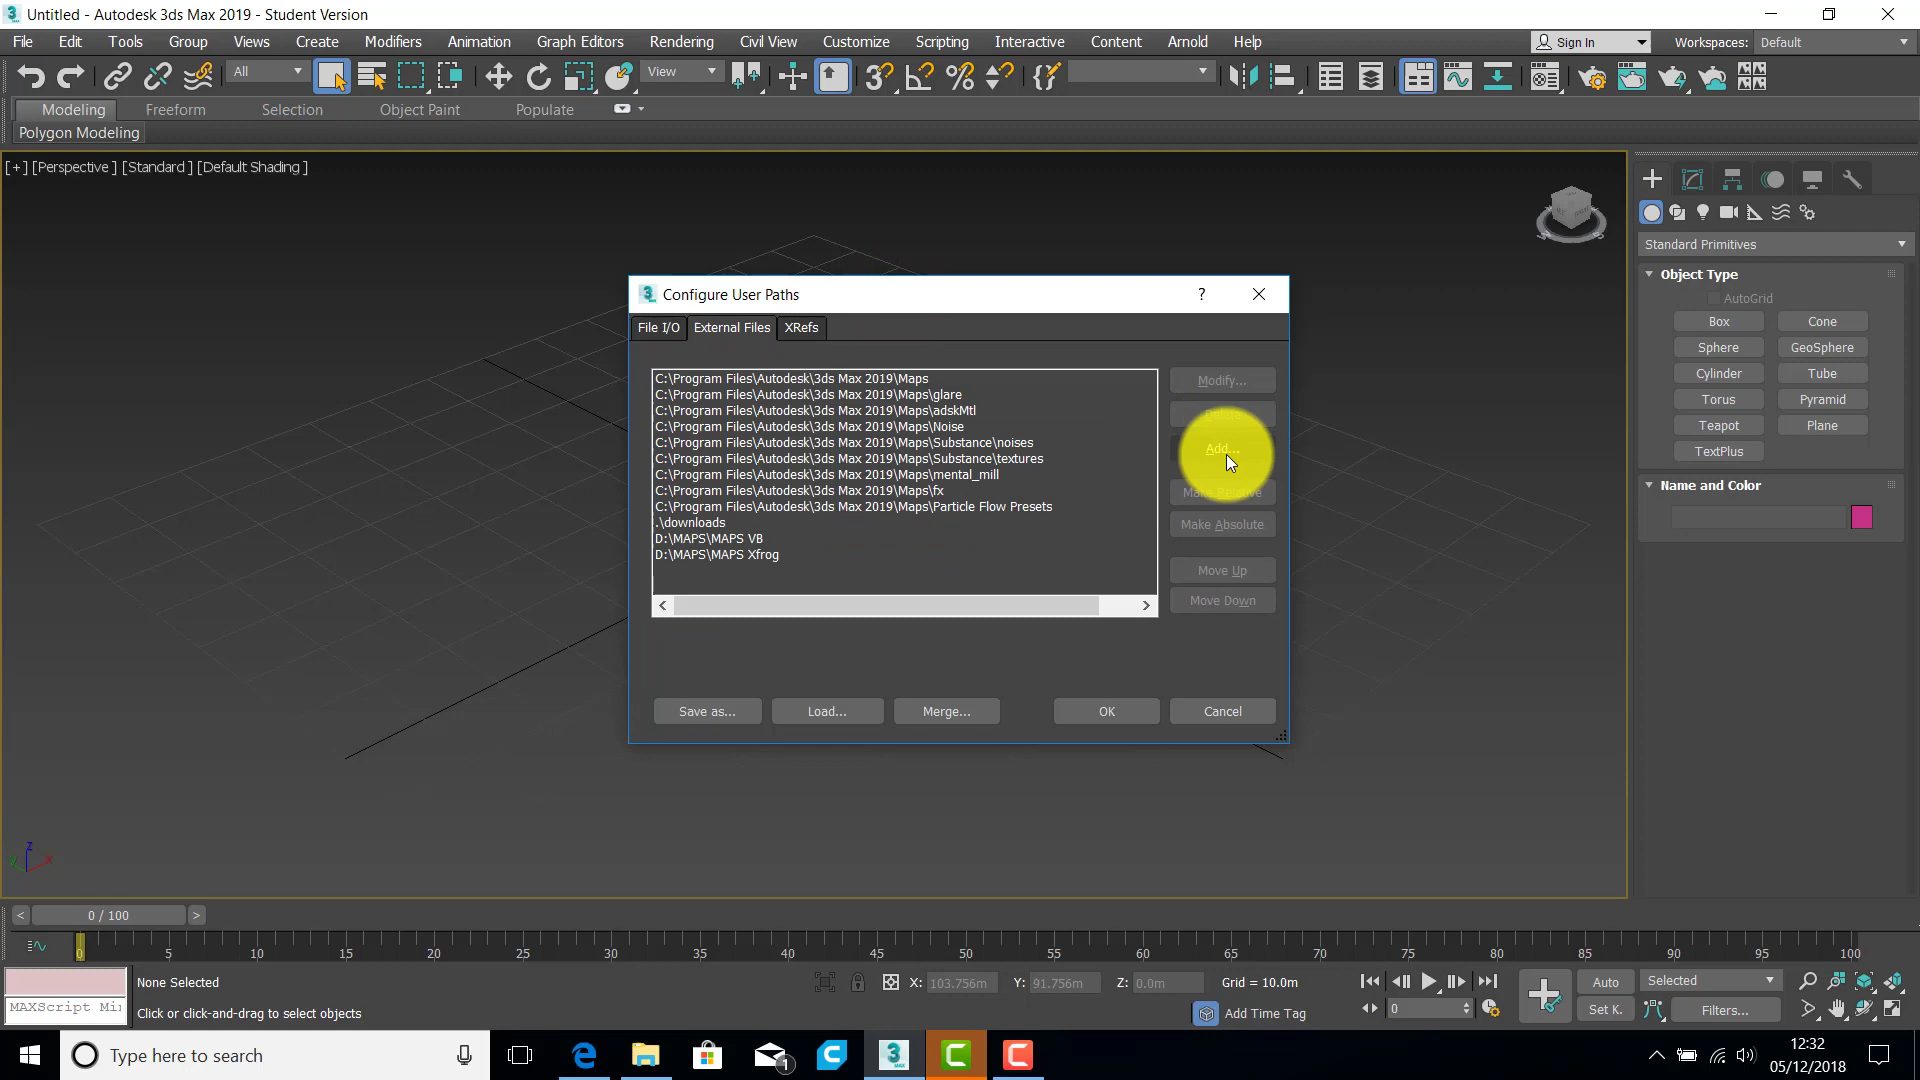 Untitled - Autodesk 3ds Max 2019 - Student Version
File Edit Tools Group Views Create Modifiers Animation Graph Editors Rendering Civil View Customize Scripting Interactive Content Arnold Help
Sign In
Workspaces: Default
All
View
Modeling Freeform Selection Object Paint Populate
Polygon Modeling
[+] [Perspective ] [Standard ] [Default Shading ]
Configure User Paths
?
File I/O External Files XRefs
C:\Program Files\Autodesk\3ds Max 2019\Maps
C:\Program Files\Autodesk\3ds Max 2019\Maps\glare
C:\Program Files\Autodesk\3ds Max 2019\Maps\adskMtl
C:\Program Files\Autodesk\3ds Max 2019\Maps\Noise
C:\Program Files\Autodesk\3ds Max 2019\Maps\Substance\noises
C:\Program Files\Autodesk\3ds Max 2019\Maps\Substance\textures
C:\Program Files\Autodesk\3ds Max 2019\Maps\mental_mill
C:\Program Files\Autodesk\3ds Max 2019\Maps\fx
C:\Program Files\Autodesk\3ds Max 2019\Maps\Particle Flow Presets
.\downloads
D:\MAPS\MAPS VB
D:\MAPS\MAPS Xfrog
Modify...
Add...
Make Relative
Make Absolute
Move Up
Move Down
Save as... Load... Merge... OK Cancel
Standard Primitives
Object Type
AutoGrid
Box Cone
Sphere GeoSphere
Cylinder Tube
Torus Pyramid
Teapot Plane
TextPlus
Name and Color
z
x
< 0 / 100 >
0 5 10 15 20 25 30 35 40 45 50 55 60 65 70 75 80 85 90 95 100
None Selected
X: 103.756m Y: 91.756m Z: 0.0m Grid = 10.0m
Auto Selected
MAXScript Mi
Click or click-and-drag to select objects
Add Time Tag
0
Set K. Filters...
Type here to search
1
MAX
12:32
05/12/2018